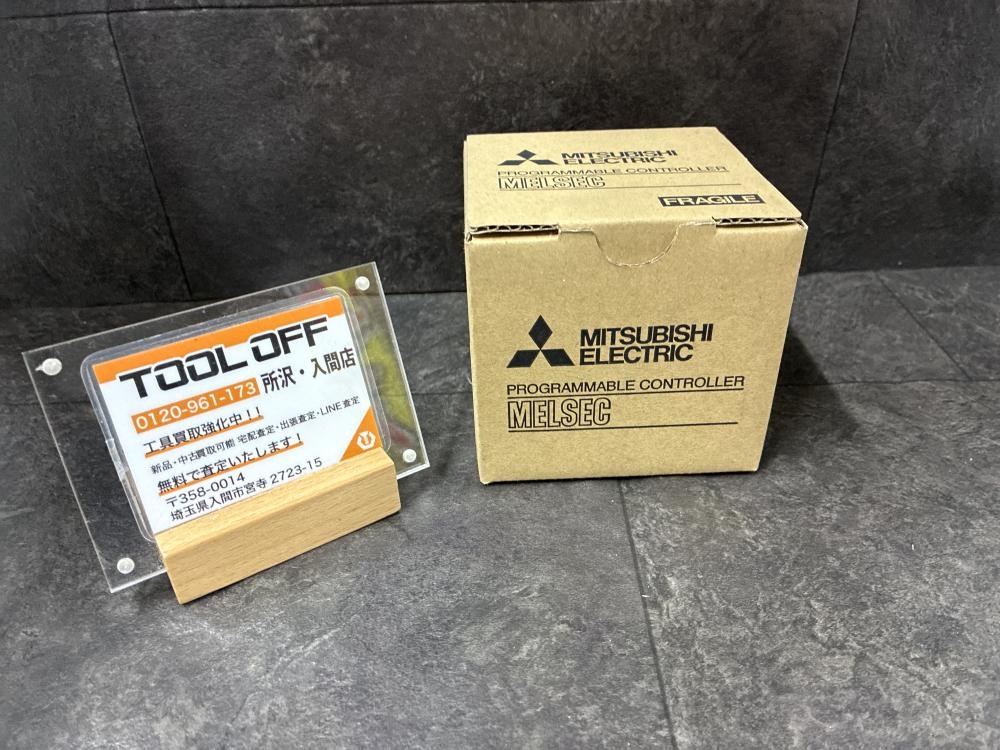 TOOL OFF
0120-961-173 所沢・入間店
工具買取強化中!!
新品・中古買取可能 宅配査定・出張査定・LINE査定
無料で査定いたします!
〒358-0014
埼玉県入間市宮寺 2723-15
MITSUBISHI
ELECTRIC
PROGRAMMABLE CONTROLLER
MELSEC
FRAGILE
MITSUBISHI
ELECTRIC
PROGRAMMABLE CONTROLLER
MELSEC